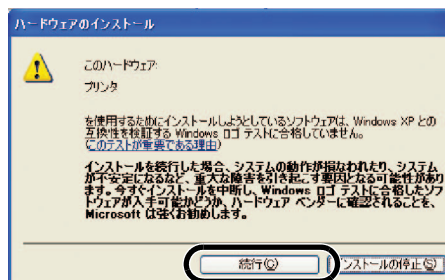 ハードウェアのインストール
このハードウェア:
プリンタ
を使用するためにインストールしようとしているソフトウェアは、Windows XP との
互換性を検証する Windows ロゴ テストに合格していません。
(このテストが重要である理由)
インストールを続行した場合、システムの動作が損なわれたり、システム
が不安定になるなど、重大な障害を引き起こす要因となる可能性があり
ます。今すぐインストールを中断し、Windows ロゴ テストに合格したソフ
トウェアが入手可能かどうか、ハードウェア ベンダーに確認されることを、
Microsoft は強くお勧めします。
続行(C)
インストールの停止(S)